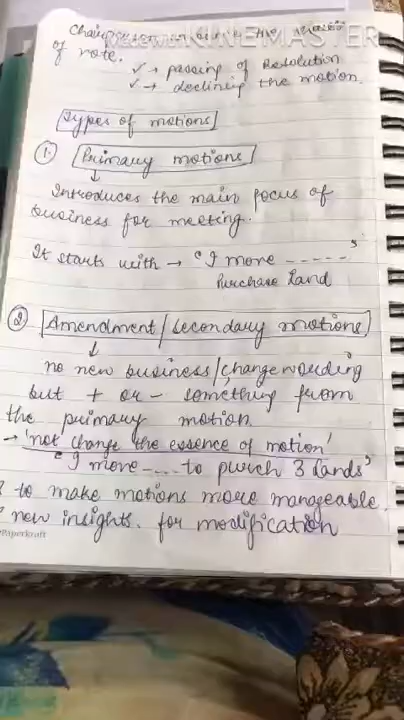 Chairperson
KINEMASTER
of vote.
✓→ passing of Resolution
✓→ declining the motion.
Types of motions
1. Primary motions
↓
Introduces the main focus of
business for meeting.
It starts with → "I move -----"
Purchase Land
2 Amendment/secondary motions
↓
no new business/change wording
but + or - something from
the primary motion.
→ 'not change the essence of motion'
"I move .... to purch 3 lands"
to make motions more manageable.
new insights. for modification
Paperkraft